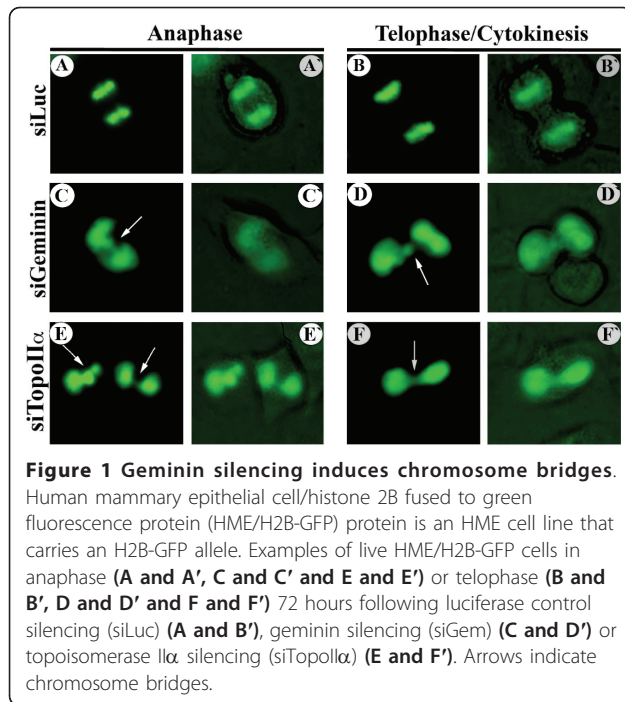 Anaphase
Telophase/Cytokinesis
siLuc
A
A`
B
B`
siGeminin
C
C`
D
D`
siTopoIIα
E
E`
F
F`
Figure 1 Geminin silencing induces chromosome bridges.
Human mammary epithelial cell/histone 2B fused to green
fluorescence protein (HME/H2B-GFP) protein is an HME cell line that
carries an H2B-GFP allele. Examples of live HME/H2B-GFP cells in
anaphase (A and A′, C and C′ and E and E′) or telophase (B and
B′, D and D′ and F and F′) 72 hours following luciferase control
silencing (siLuc) (A and B′), geminin silencing (siGem) (C and D′) or
topoisomerase IIα silencing (siTopoIIα) (E and F′). Arrows indicate
chromosome bridges.